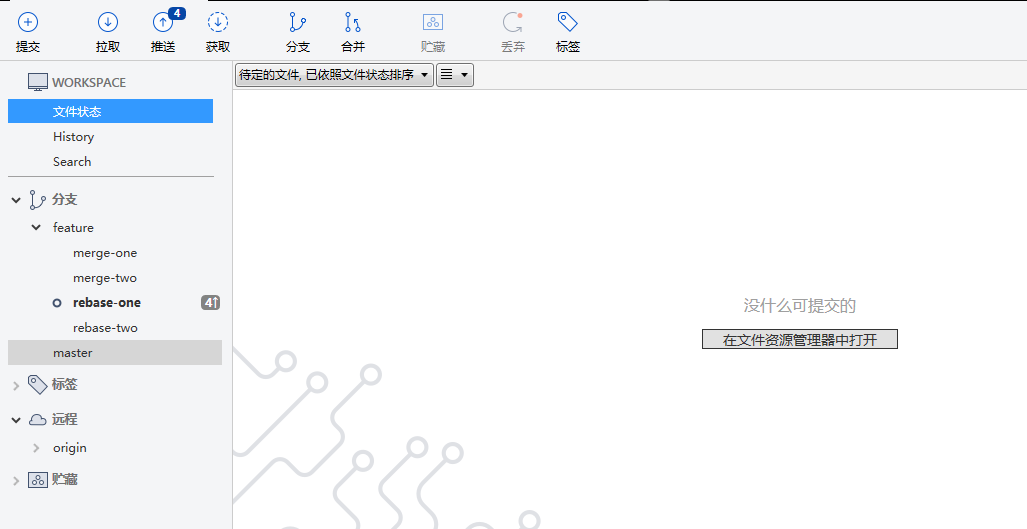 4
提交 拉取 推送 获取 分支 合并 贮藏 丢弃 标签
WORKSPACE
待定的文件, 已依照文件状态排序
文件状态
History
Search
分支
feature
merge-one
merge-two
rebase-one 4↑
rebase-two
master
标签
远程
origin
贮藏
没什么可提交的
在文件资源管理器中打开